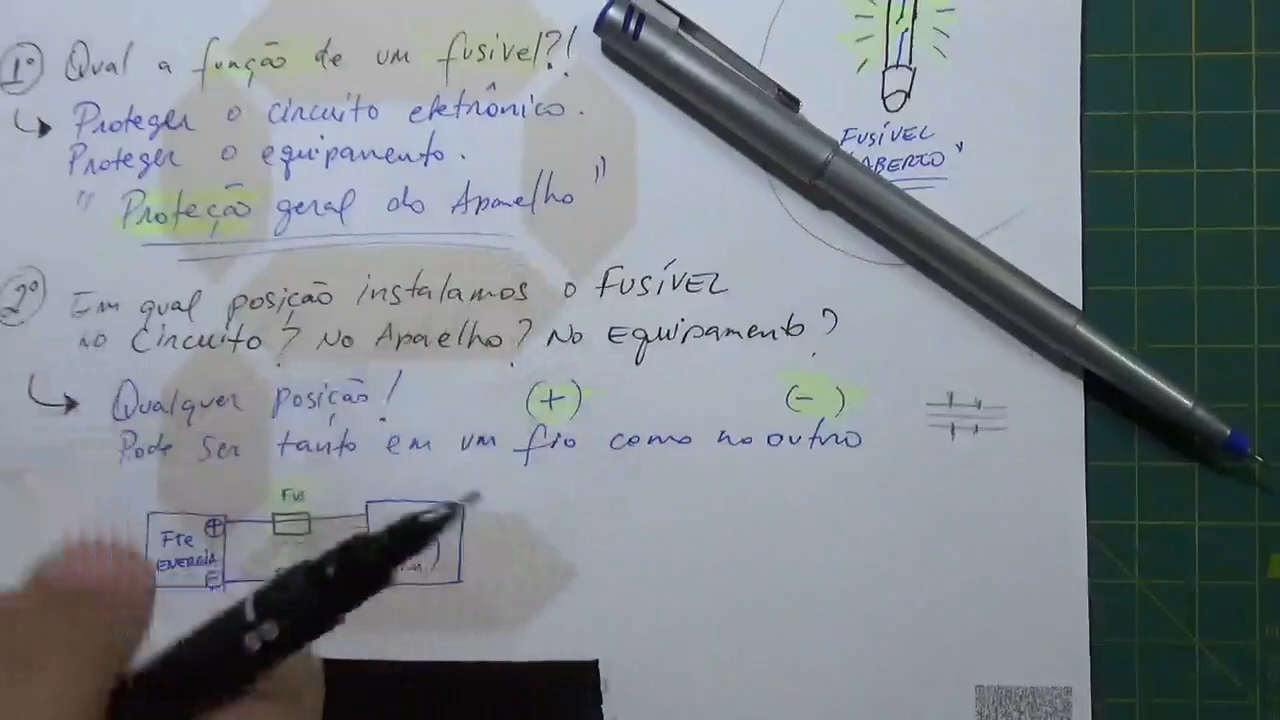 1º Qual a função de um fusível?!
Proteger o circuito eletrônico.
Proteger o equipamento.
"Proteção geral do Aparelho"
FUSÍVEL
"ABERTO"
2º Em qual posição instalamos o FUSÍVEL
no Circuito? No Aparelho? No Equipamento?
Qualquer posição! (+) (-)
Pode ser tanto em um fio como no outro
Fus
Fte
ENERGIA
+
-